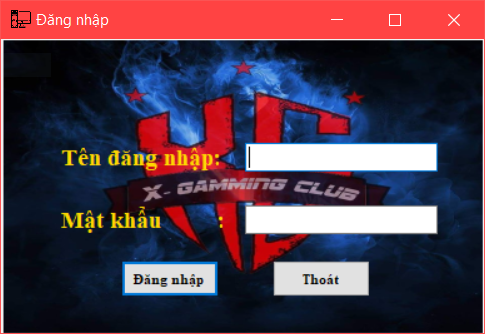 Đăng nhập
Tên đăng nhập:
X - GAMMING CLUB
Mật khẩu :
Đăng nhập Thoát